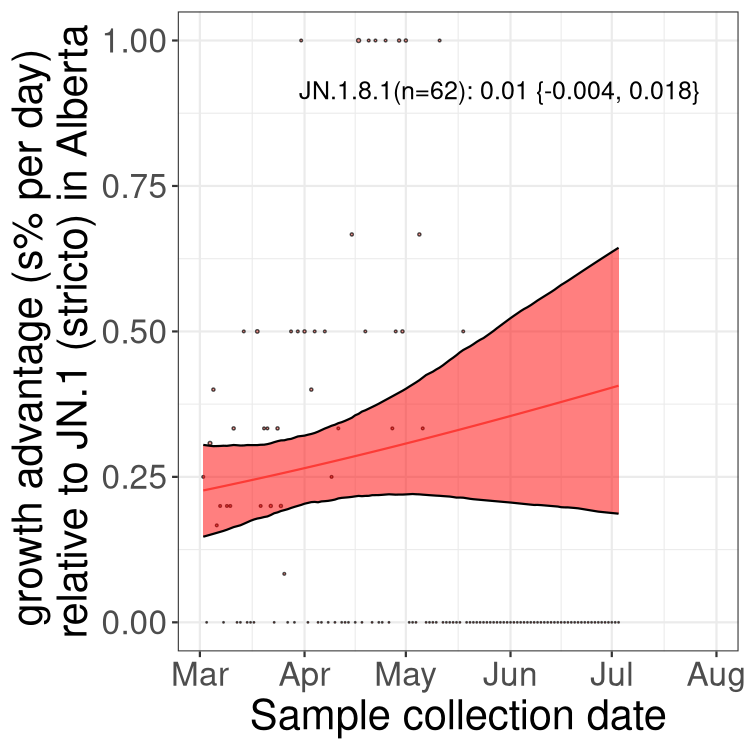 growth advantage (s% per day)
relative to JN.1 (stricto) in Alberta
1.00
0.75
0.50
0.25
0.00
JN.1.8.1(n=62): 0.01 {-0.004, 0.018}
Mar Apr May Jun Jul Aug
Sample collection date